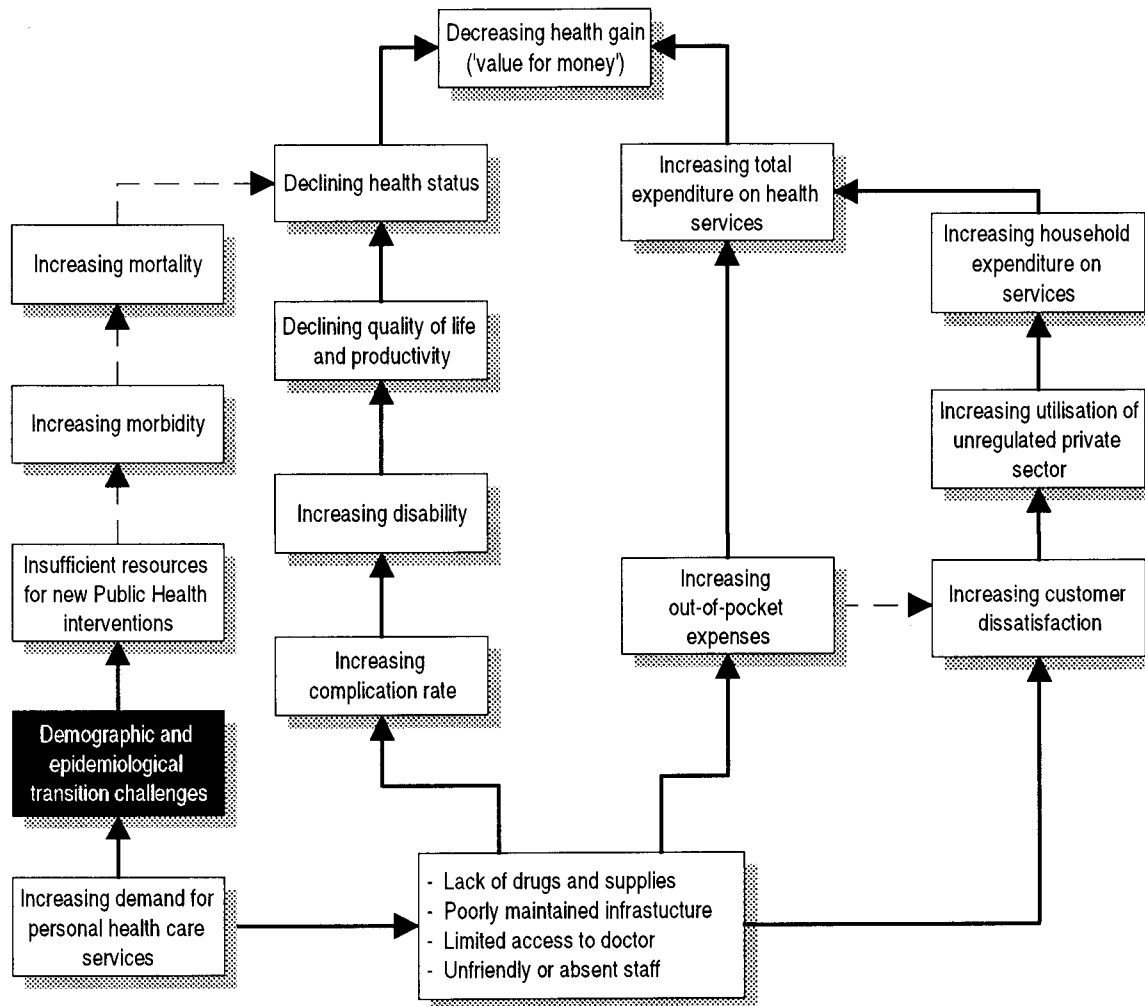 Decreasing health gain
('value for money')
Declining health status
Increasing total
expenditure on health
services
Increasing mortality
Increasing household
expenditure on
services
Declining quality of life
and productivity
Increasing morbidity
Increasing utilisation of
unregulated private
sector
Increasing disability
Insufficient resources
for new Public Health
interventions
Increasing
out-of-pocket
expenses
Increasing customer
dissatisfaction
Increasing
complication rate
Demographic and
epidemiological
transition challenges
Increasing demand for
personal health care
services
- Lack of drugs and supplies
- Poorly maintained infrastucture
- Limited access to doctor
- Unfriendly or absent staff